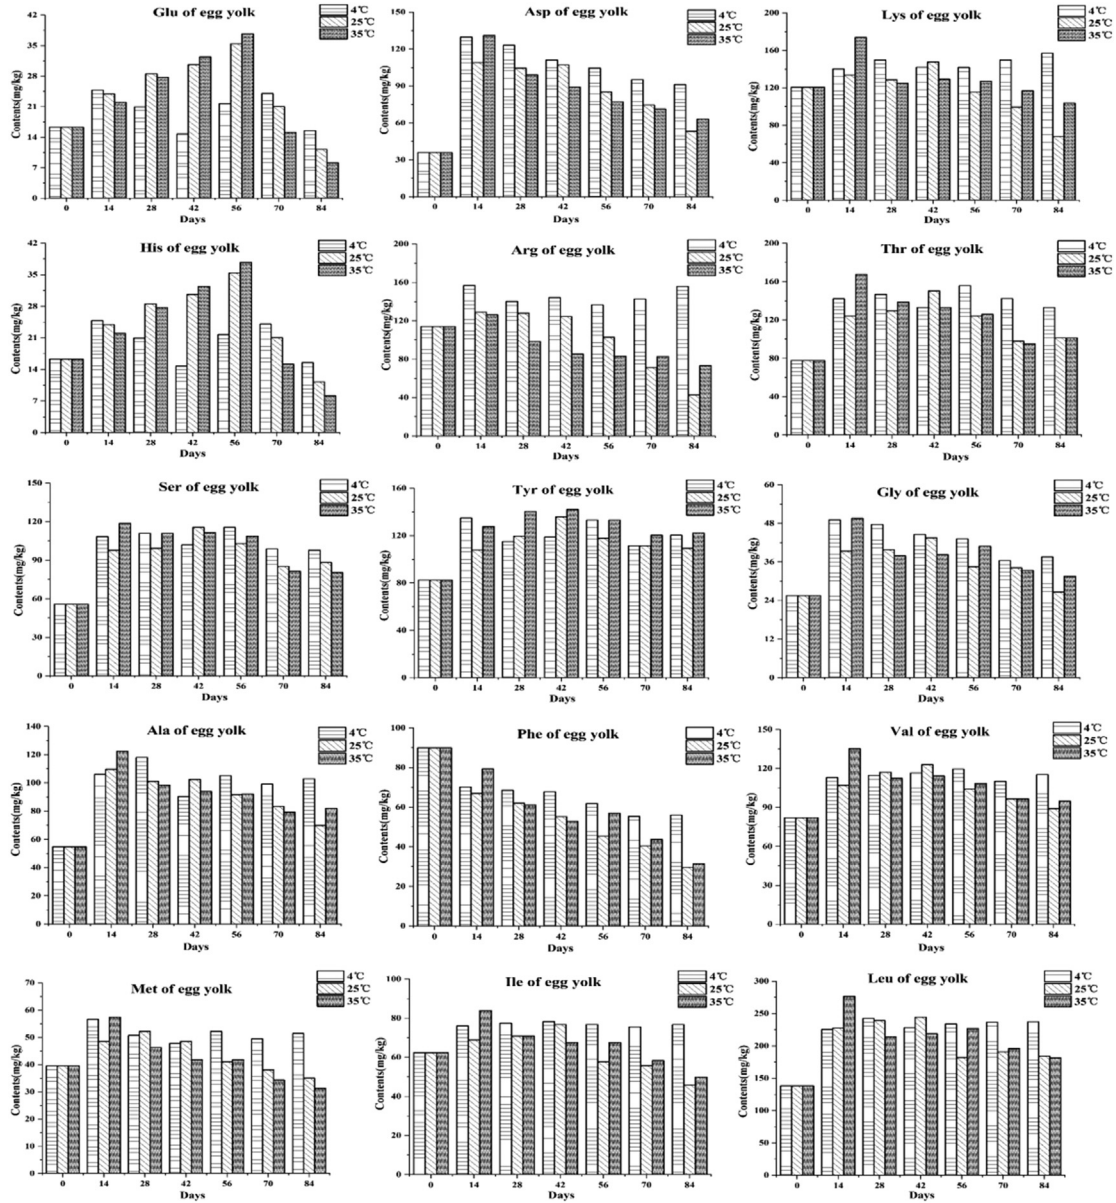 Glu of egg yolk
4℃
25℃
35℃
Contents(mg/kg)
42
35
28
21
14
7
0
0 14 28 42 56 70 84
Days
Asp of egg yolk
4℃
25℃
35℃
Contents(mg/kg)
150
120
90
60
30
0
0 14 28 42 56 70 84
Days
Lys of egg yolk
4℃
25℃
35℃
Contents(mg/kg)
200
160
120
80
40
0
0 14 28 42 56 70 84
Days
His of egg yolk
4℃
25℃
35℃
Contents(mg/kg)
42
35
28
21
14
7
0
0 14 28 42 56 70 84
Days
Arg of egg yolk
4℃
25℃
35℃
Contents(mg/kg)
200
160
120
80
40
0
0 14 28 42 56 70 84
Days
Thr of egg yolk
4℃
25℃
35℃
Contents(mg/kg)
200
160
120
80
40
0
0 14 28 42 56 70 84
Days
Ser of egg yolk
4℃
25℃
35℃
Contents(mg/kg)
150
120
90
60
30
0
0 14 28 42 56 70 84
Days
Tyr of egg yolk
4℃
25℃
35℃
Contents(mg/kg)
160
120
80
40
0
0 14 28 42 56 70 84
Days
Gly of egg yolk
4℃
25℃
35℃
Contents(mg/kg)
60
48
36
24
12
0
0 14 28 42 56 70 84
Days
Ala of egg yolk
4℃
25℃
35℃
Contents(mg/kg)
140
120
100
80
60
40
20
0
0 14 28 42 56 70 84
Days
Phe of egg yolk
4℃
25℃
35℃
Contents(mg/kg)
100
80
60
40
20
0
0 14 28 42 56 70 84
Days
Val of egg yolk
4℃
25℃
35℃
Contents(mg/kg)
150
120
90
60
30
0
0 14 28 42 56 70 84
Days
Met of egg yolk
4℃
25℃
35℃
Contents(mg/kg)
70
60
50
40
30
20
10
0
0 14 28 42 56 70 84
Days
Ile of egg yolk
4℃
25℃
35℃
Contents(mg/kg)
100
80
60
40
20
0
0 14 28 42 56 70 84
Days
Leu of egg yolk
4℃
25℃
35℃
Contents(mg/kg)
300
250
200
150
100
50
0
0 14 28 42 56 70 84
Days